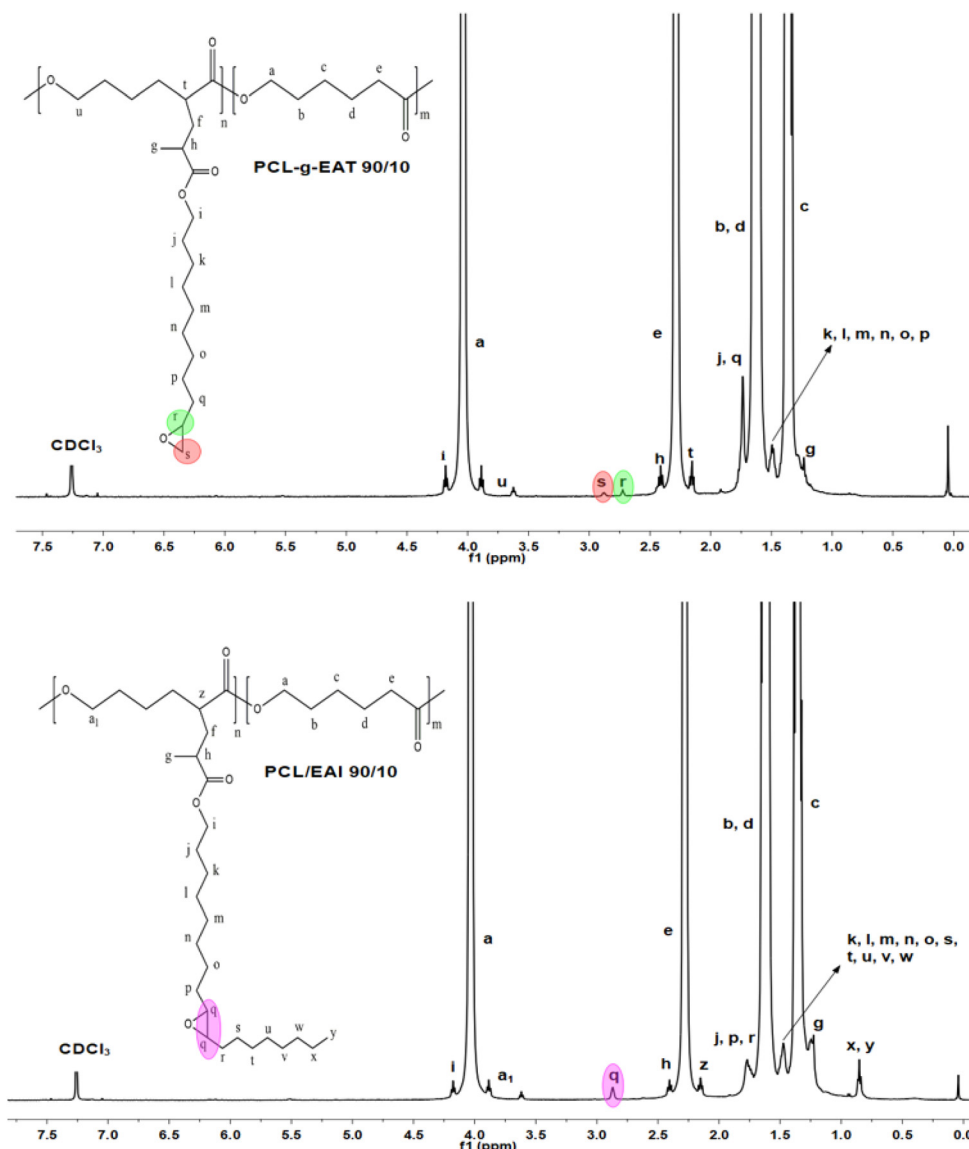 O
O
a
c
e
t
O
n
b
d
m
u
f
O
g
h
O
PCL-g-EAT 90/10
O
i
j
k
l
m
n
o
p
q
r
O
s
CDCl3
i
a
u
s
r
h
e
t
j, q
b, d
k, l, m, n, o, p
c
g
7.5 7.0 6.5 6.0 5.5 5.0 4.5 4.0 3.5 3.0 2.5 2.0 1.5 1.0 0.5 0.0
f1 (ppm)
O
O
a
c
e
z
O
n
b
d
m
a1
f
O
g
h
O
PCL/EAI 90/10
O
i
j
k
l
m
n
o
p
q
O
q
s
u
w
y
r
t
v
x
CDCl3
i
a
a1
q
h
e
z
j, p, r
b, d
k, l, m, n, o, s,
t, u, v, w
c
g
x, y
7.5 7.0 6.5 6.0 5.5 5.0 4.5 4.0 3.5 3.0 2.5 2.0 1.5 1.0 0.5 0.0
f1 (ppm)